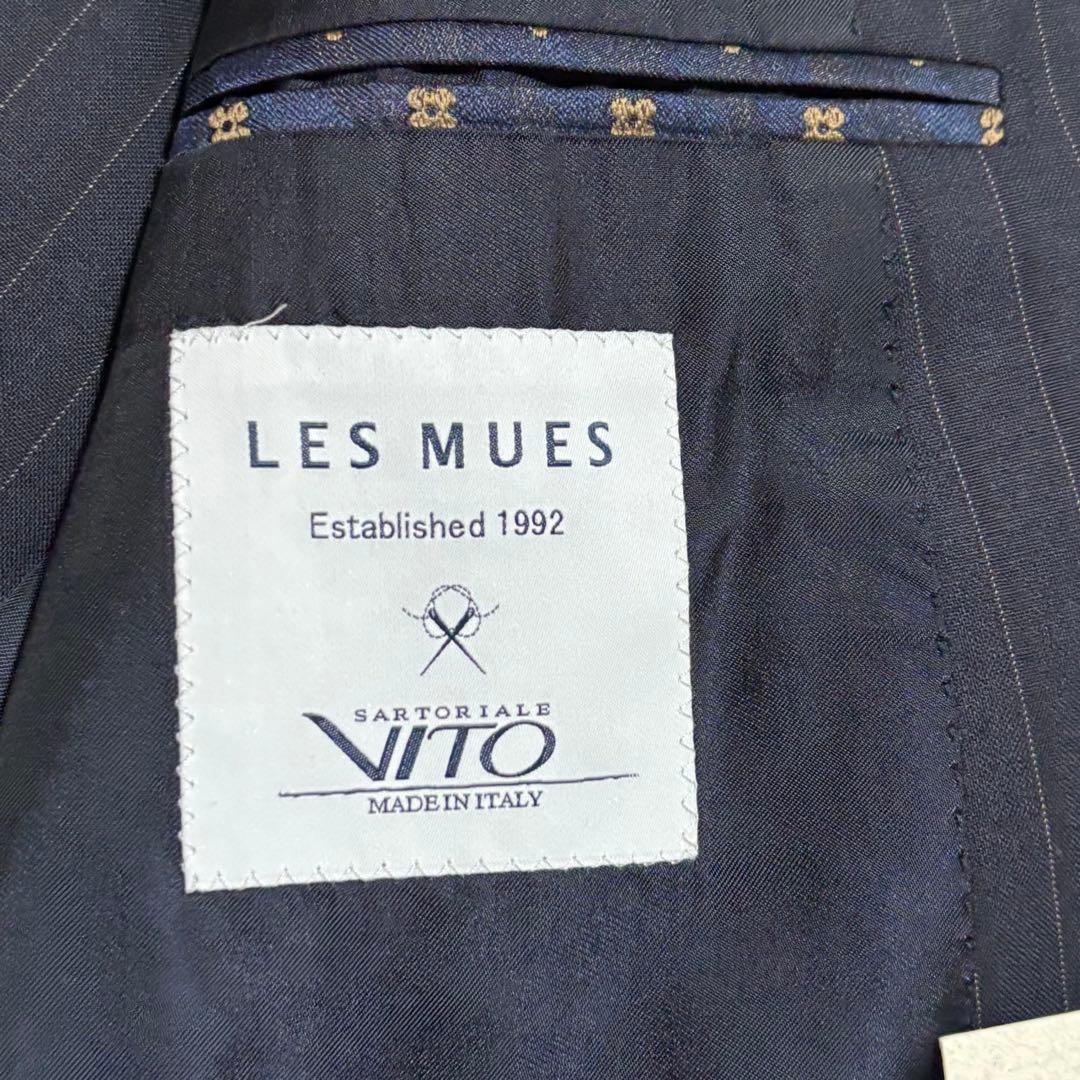 LES MUES
Established 1992
SARTORIALE
VITO
MADE IN ITALY